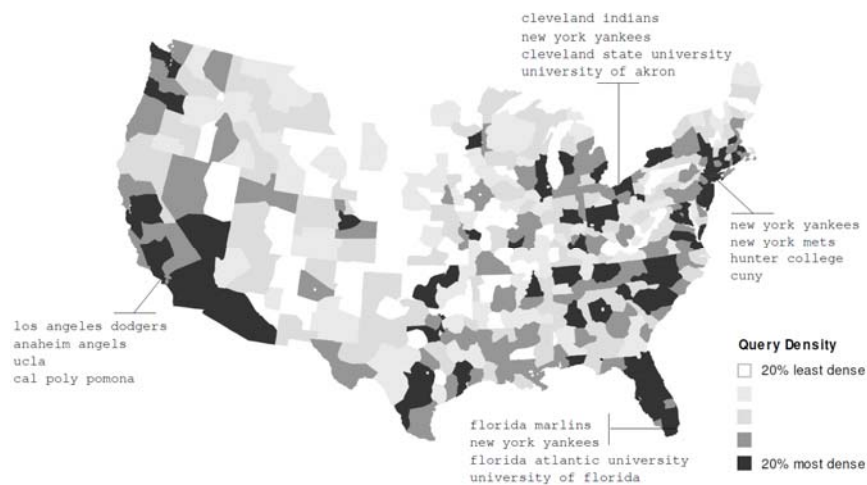 cleveland indians
new york yankees
cleveland state university
university of akron
new york yankees
new york mets
hunter college
cuny
los angeles dodgers
anaheim angels
ucla
cal poly pomona
Query Density
20% least dense
20% most dense
florida marlins
new york yankees
florida atlantic university
university of florida